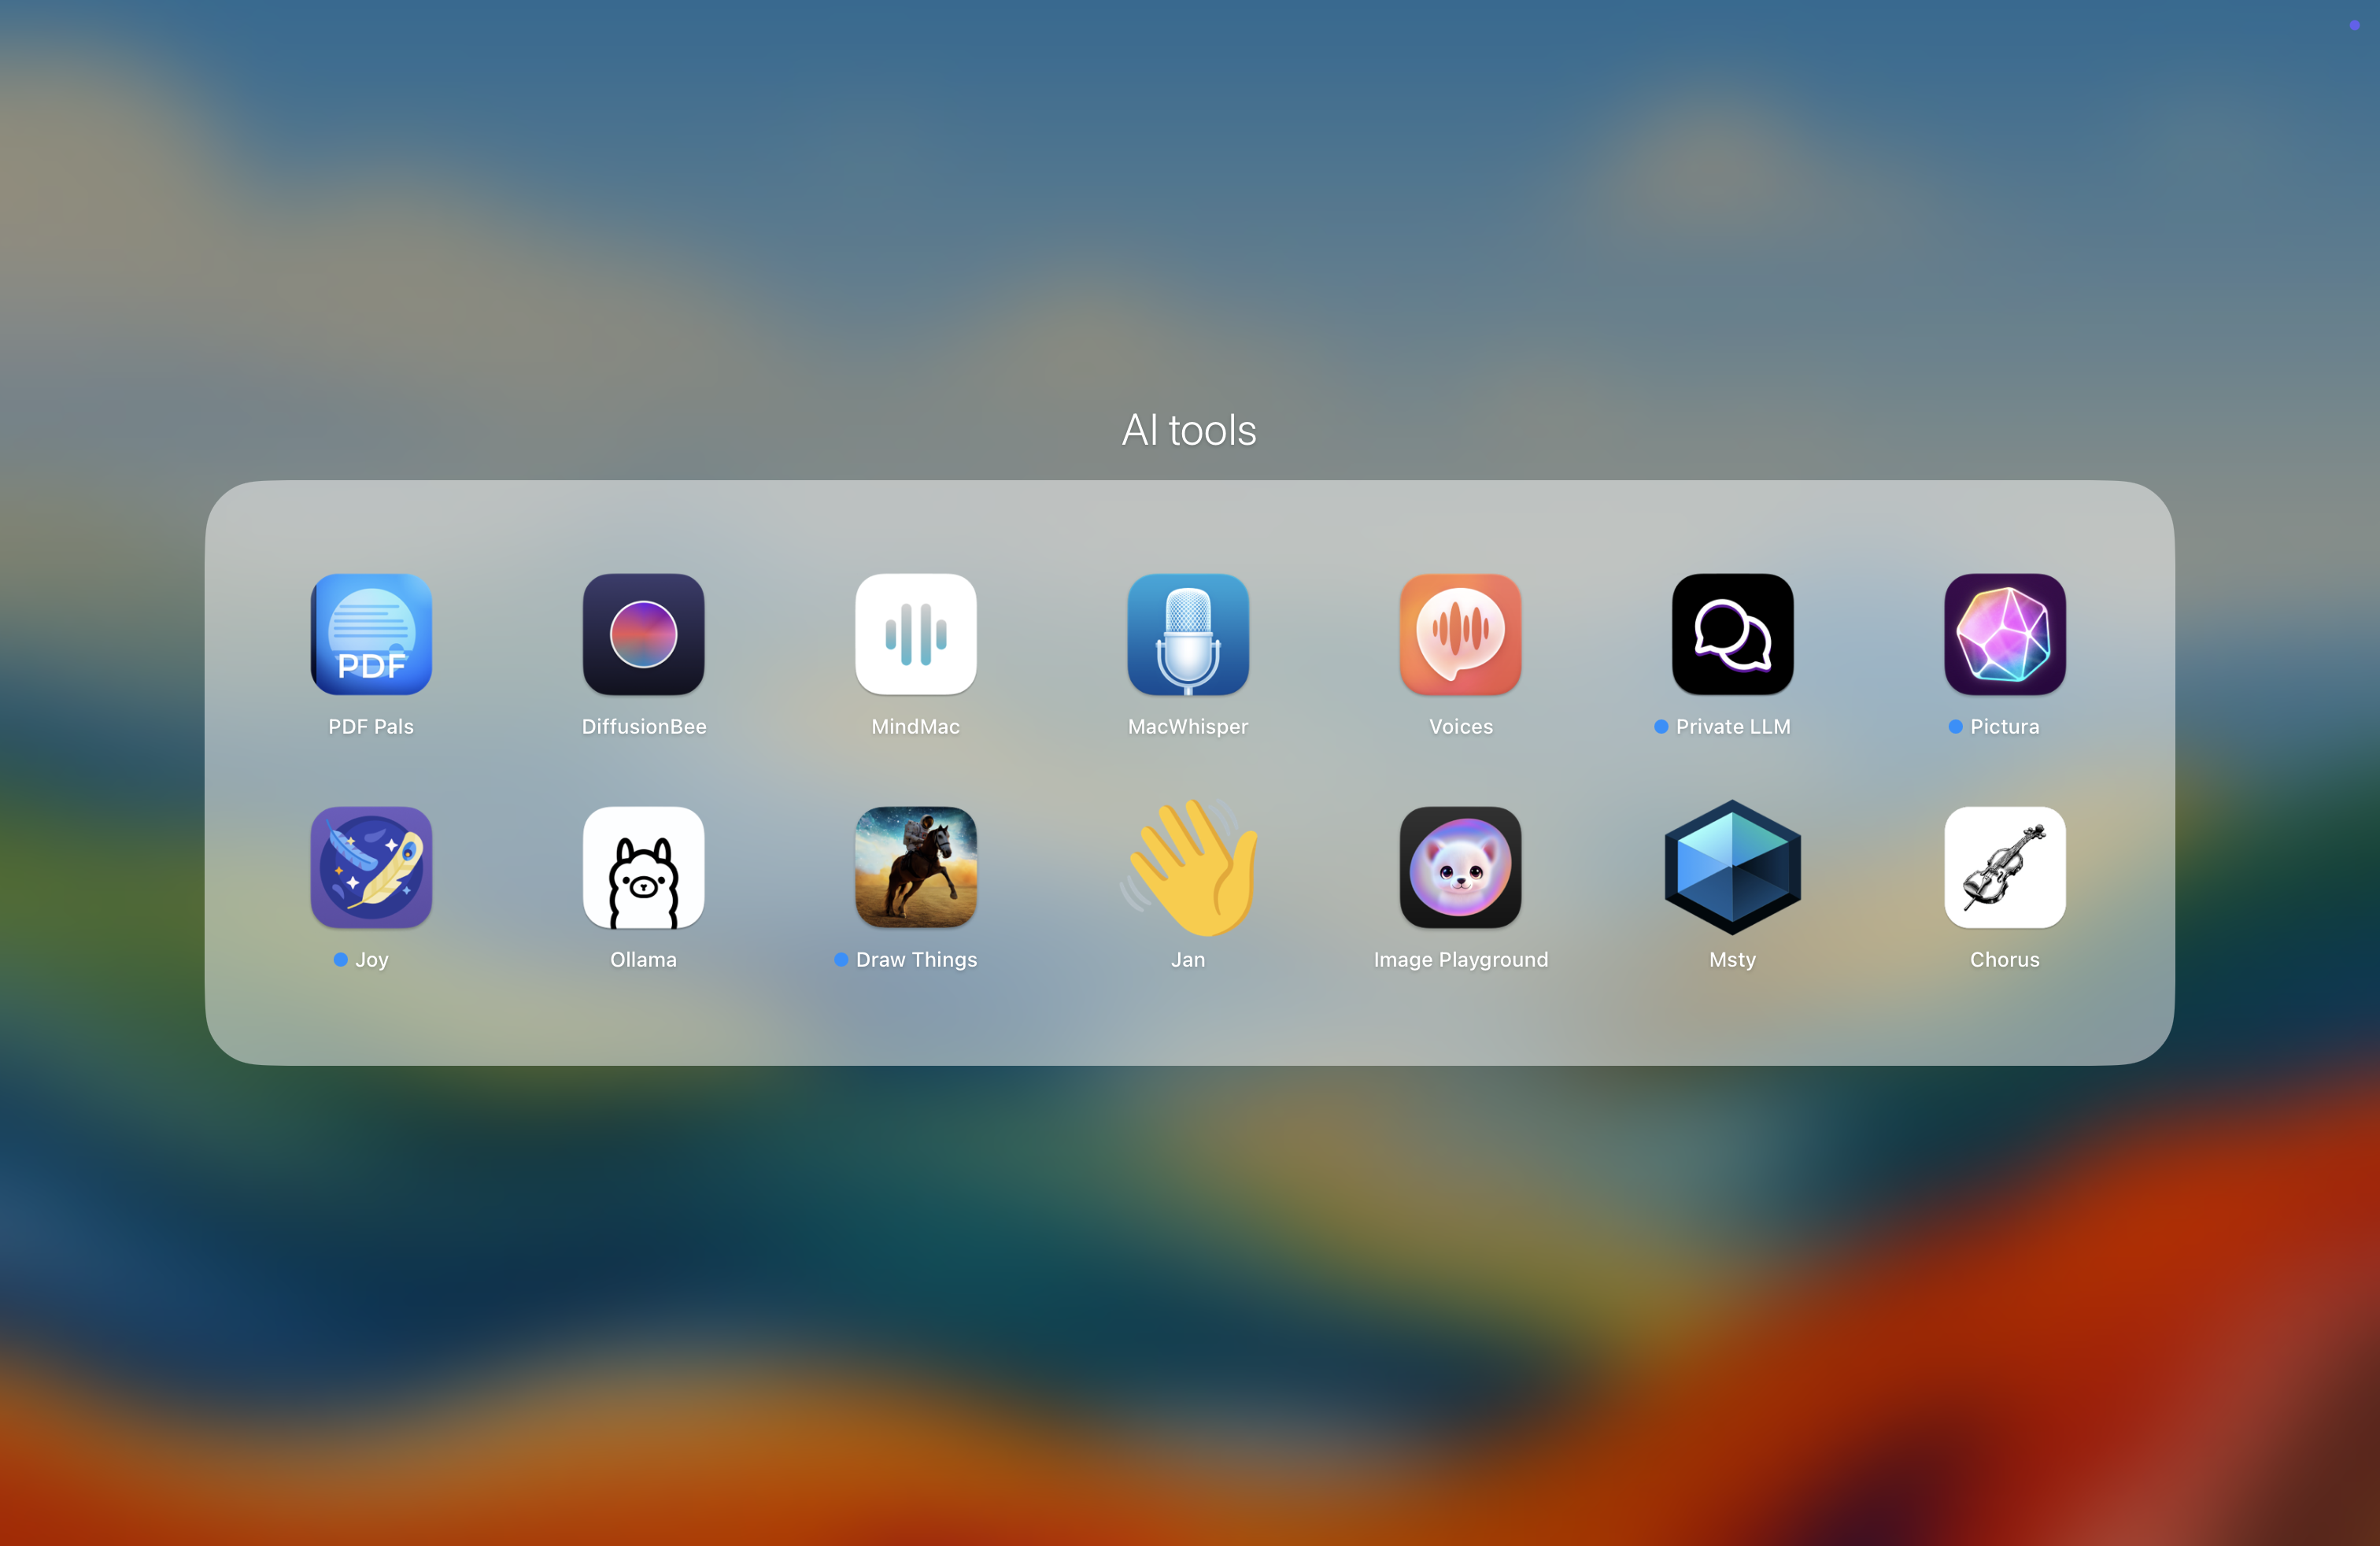 AI tools
PDF
PDF Pals
DiffusionBee
MindMac
MacWhisper
Voices
Private LLM
Pictura
Joy
Ollama
Draw Things
Jan
Image Playground
Msty
Chorus